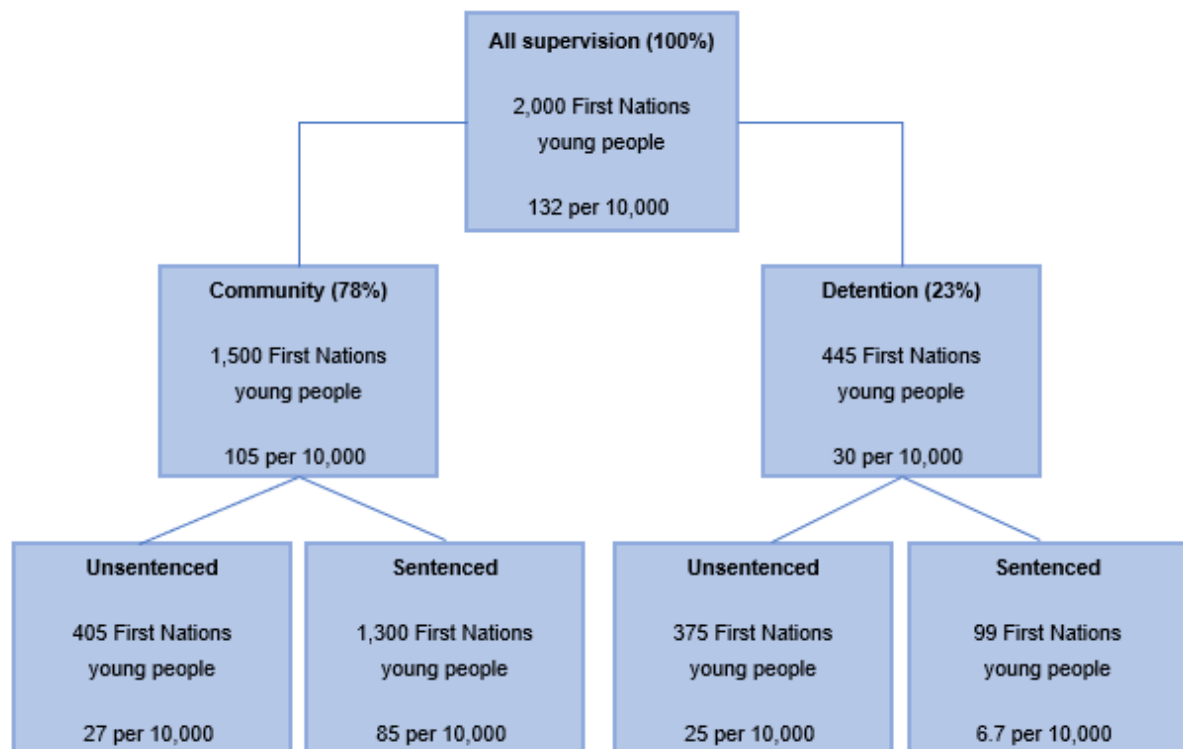 All supervision (100%)
2,000 First Nations
young people
132 per 10,000
Community (78%)
1,500 First Nations
young people
105 per 10,000
Detention (23%)
445 First Nations
young people
30 per 10,000
Unsentenced
405 First Nations
young people
27 per 10,000
Sentenced
1,300 First Nations
young people
85 per 10,000
Unsentenced
375 First Nations
young people
25 per 10,000
Sentenced
99 First Nations
young people
6.7 per 10,000